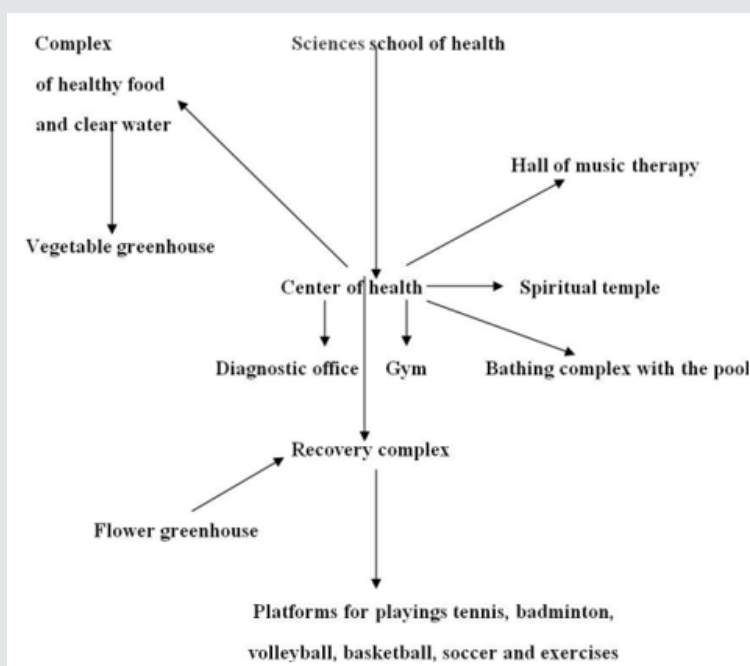 Complex
of healthy food
and clear water
Sciences school of health
Hall of music therapy
Vegetable greenhouse
Center of health
Spiritual temple
Diagnostic office
Gym
Bathing complex with the pool
Recovery complex
Flower greenhouse
Platforms for playings tennis, badminton,
volleyball, basketball, soccer and exercises